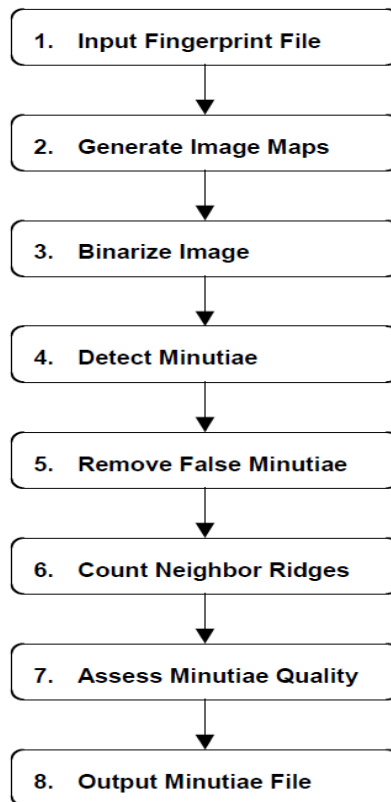 1. Input Fingerprint File
2. Generate Image Maps
3. Binarize Image
4. Detect Minutiae
5. Remove False Minutiae
6. Count Neighbor Ridges
7. Assess Minutiae Quality
8. Output Minutiae File